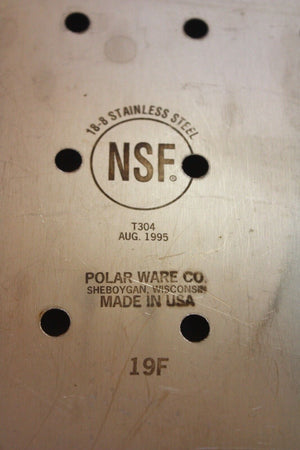 18-8 STAINLESS STEEL
NSF®
T304
AUG. 1995
POLAR WARE CO.
SHEBOYGAN, WISCONSIN
MADE IN USA
19F